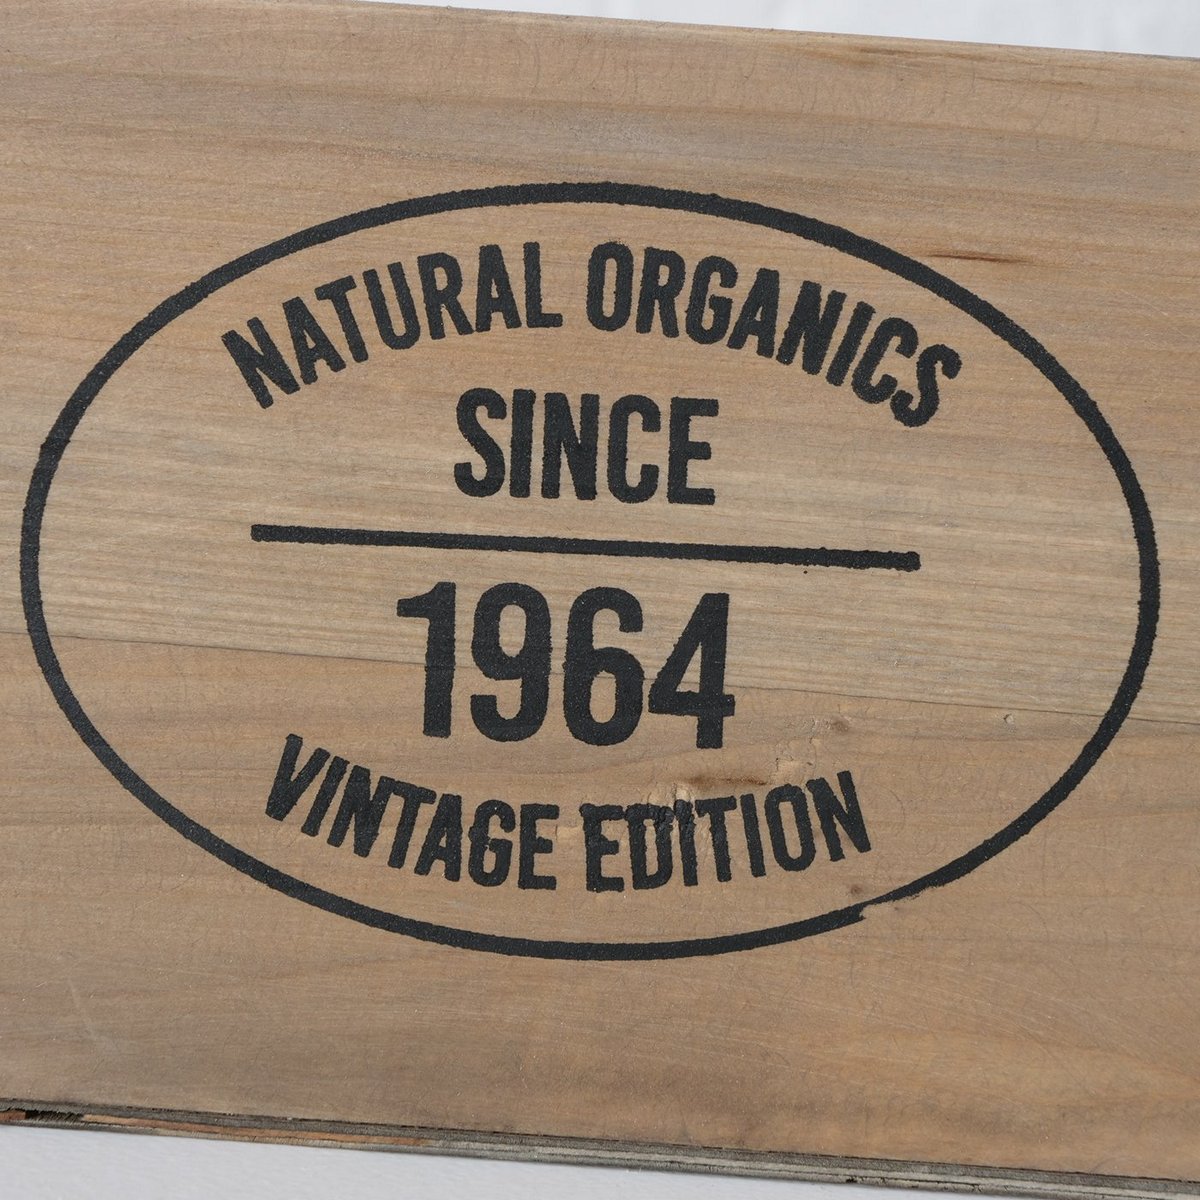 NATURAL ORGANICS
SINCE
1964
VINTAGE EDITION